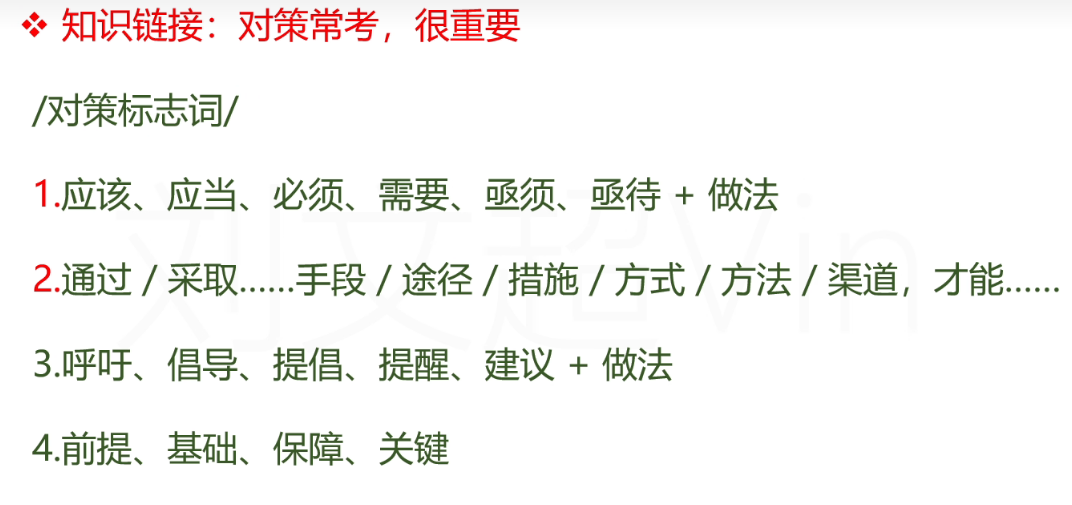 ❖ 知识链接：对策常考，很重要
/对策标志词/
1.应该、应当、必须、需要、亟须、亟待 + 做法
2.通过 / 采取……手段 / 途径 / 措施 / 方式 / 方法 / 渠道，才能……
3.呼吁、倡导、提倡、提醒、建议 + 做法
4.前提、基础、保障、关键
刘文超Vin